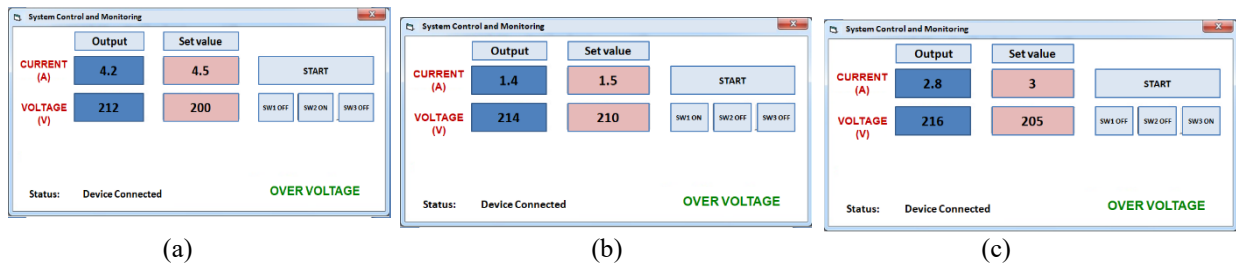 System Control and Monitoring
X
Output Set value
CURRENT (A) 4.2 4.5 START
VOLTAGE (V) 212 200 SW1 OFF SW2 ON SW3 OFF
Status: Device Connected OVER VOLTAGE
(a)
System Control and Monitoring
X
Output Set value
CURRENT (A) 1.4 1.5 START
VOLTAGE (V) 214 210 SW1 ON SW2 OFF SW3 OFF
Status: Device Connected OVER VOLTAGE
(b)
System Control and Monitoring
X
Output Set value
CURRENT (A) 2.8 3 START
VOLTAGE (V) 216 205 SW1 OFF SW2 OFF SW3 ON
Status: Device Connected OVER VOLTAGE
(c)